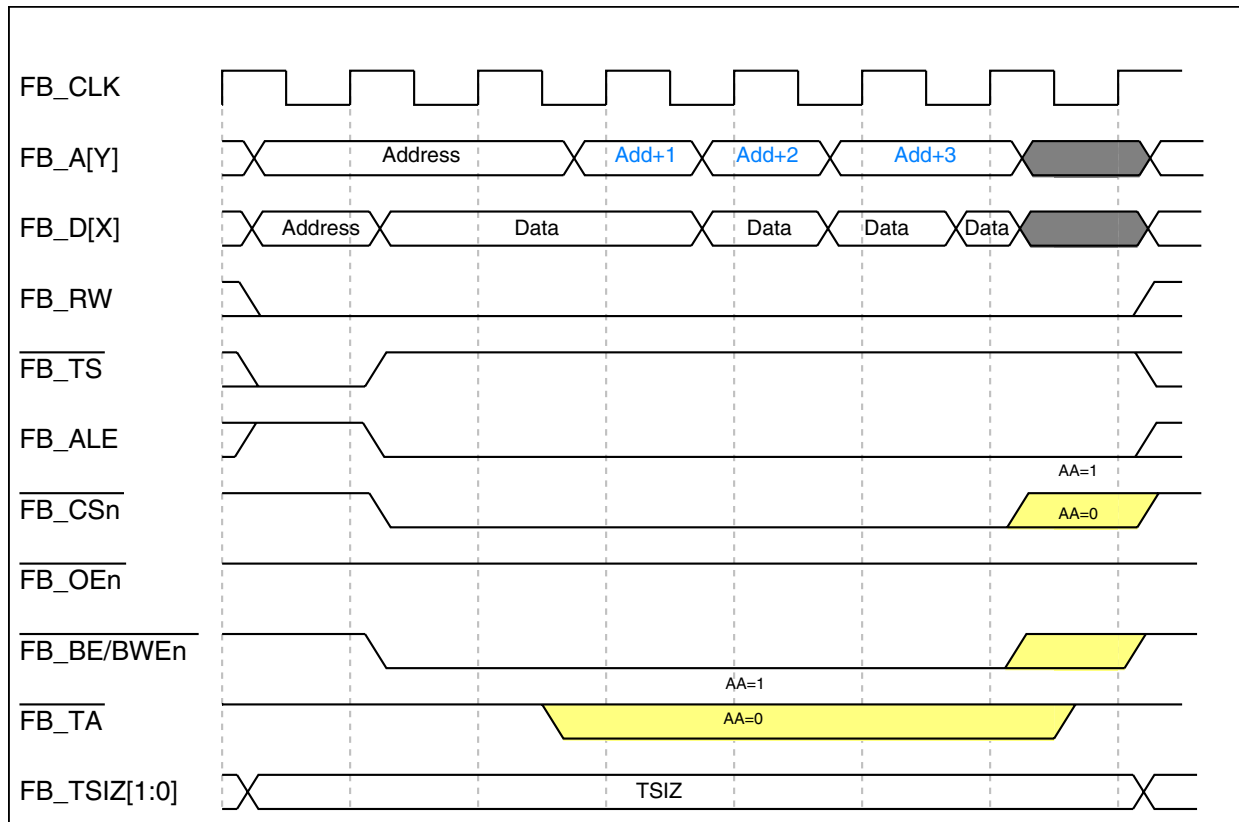 FB_CLK
FB_A[Y] Address Add+1 Add+2 Add+3
FB_D[X] Address Data Data Data Data
FB_RW
FB_TS
FB_ALE
AA=1
FB_CSn AA=0
FB_OEn
FB_BE/BWEn
AA=1
FB_TA AA=0
FB_TSIZ[1:0] TSIZ